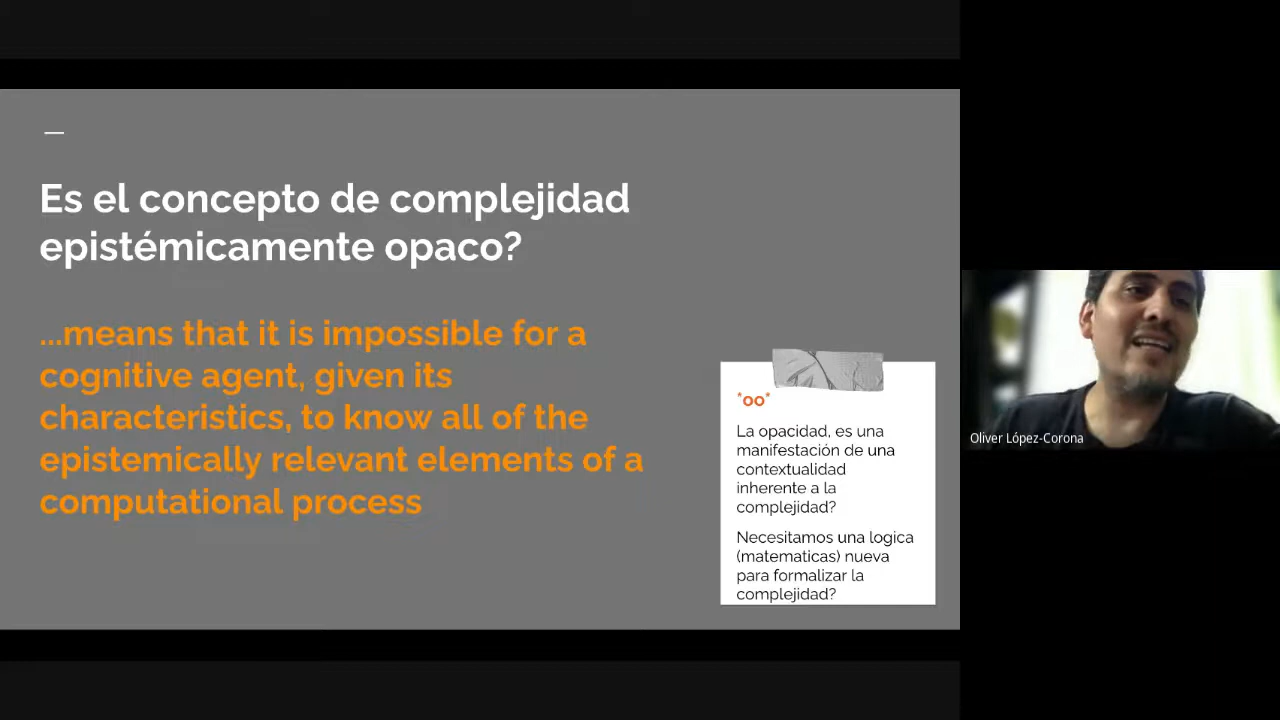 Es el concepto de complejidad
epistémicamente opaco?
...means that it is impossible for a
cognitive agent, given its
characteristics, to know all of the
epistemically relevant elements of a
computational process
*oo*
La opacidad, es una
manifestación de una
contextualidad
inherente a la
complejidad?
Necesitamos una logica
(matematicas) nueva
para formalizar la
complejidad?
Oliver López-Corona